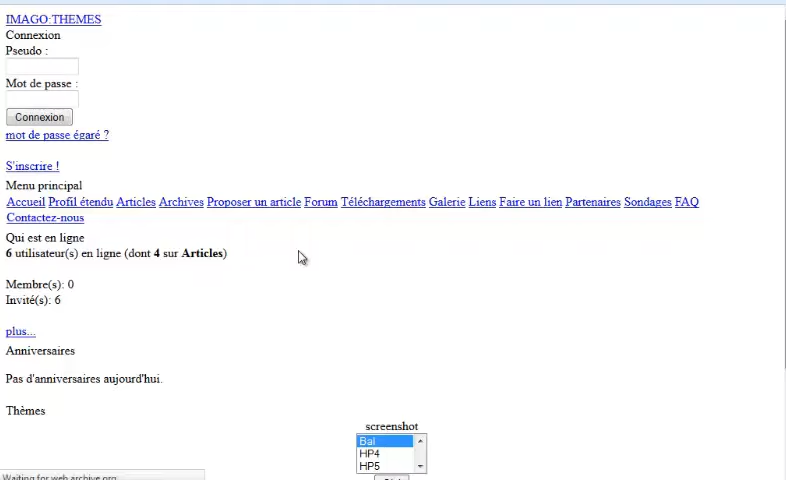 IMAGO:THEMES
Connexion
Pseudo :
Mot de passe :
Connexion
mot de passe égaré ?
S'inscrire !
Menu principal
Accueil Profil étendu Articles Archives Proposer un article Forum Téléchargements Galerie Liens Faire un lien Partenaires Sondages FAQ
Contactez-nous
Qui est en ligne
6 utilisateur(s) en ligne (dont 4 sur Articles)
Membre(s): 0
Invité(s): 6
plus...
Anniversaires
Pas d'anniversaires aujourd'hui.
Thèmes
screenshot
Bal
HP4
HP5
Waiting for web.archive.org